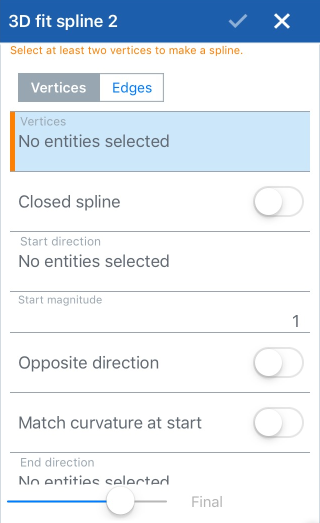 3D fit spline 2
Select at least two vertices to make a spline.
Vertices Edges
Vertices
No entities selected
Closed spline
Start direction
No entities selected
Start magnitude
1
Opposite direction
Match curvature at start
End direction
No entities selected
Final